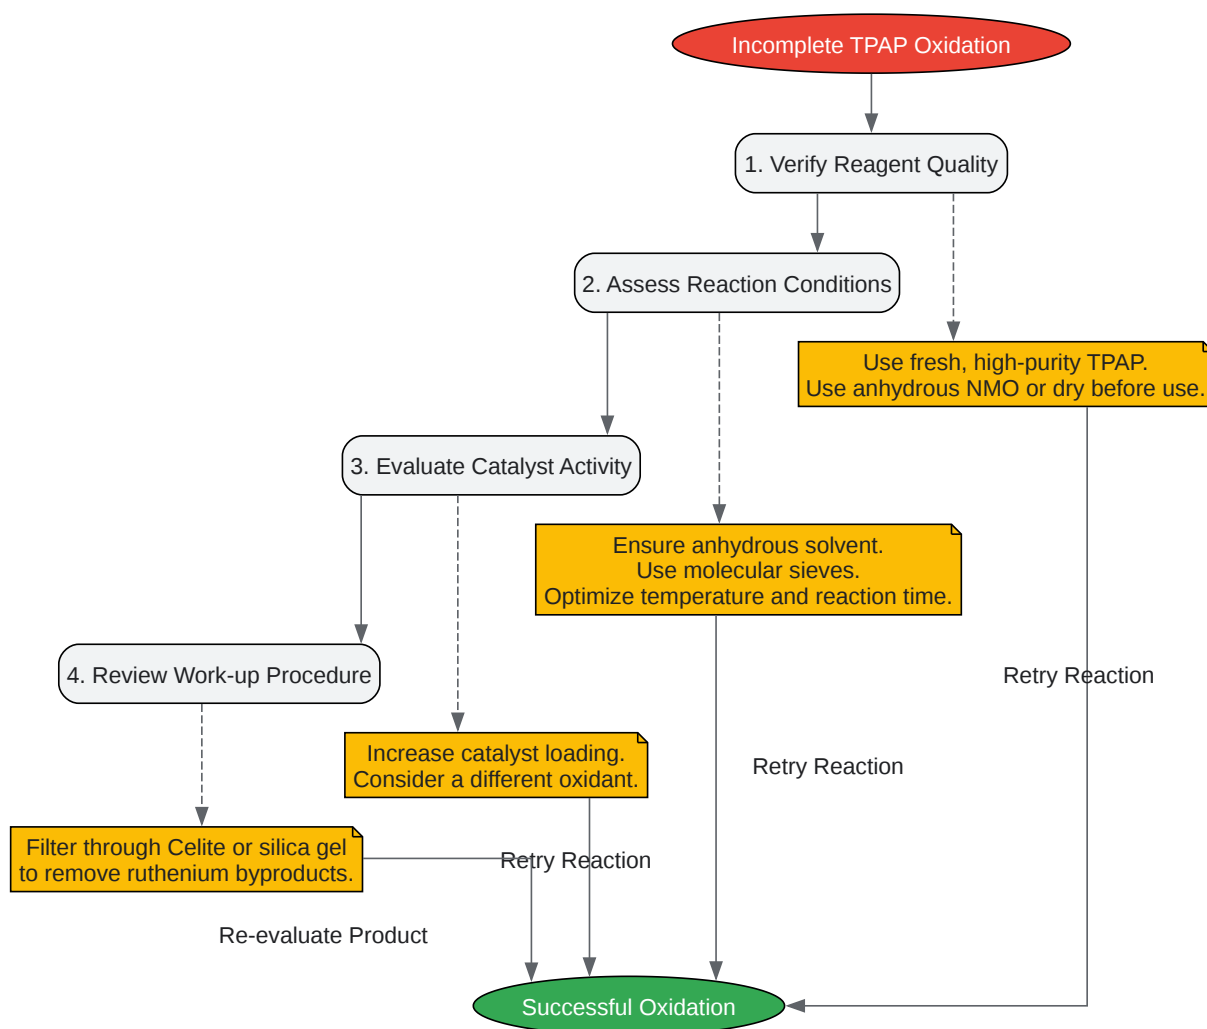 Incomplete TPAP Oxidation
1. Verify Reagent Quality
2. Assess Reaction Conditions
Use fresh, high-purity TPAP.
Use anhydrous NMO or dry before use.
3. Evaluate Catalyst Activity
Ensure anhydrous solvent.
Use molecular sieves.
Optimize temperature and reaction time.
4. Review Work-up Procedure
Retry Reaction
Increase catalyst loading.
Consider a different oxidant.
Retry Reaction
Filter through Celite or silica gel
to remove ruthenium byproducts.
Retry Reaction
Re-evaluate Product
Successful Oxidation